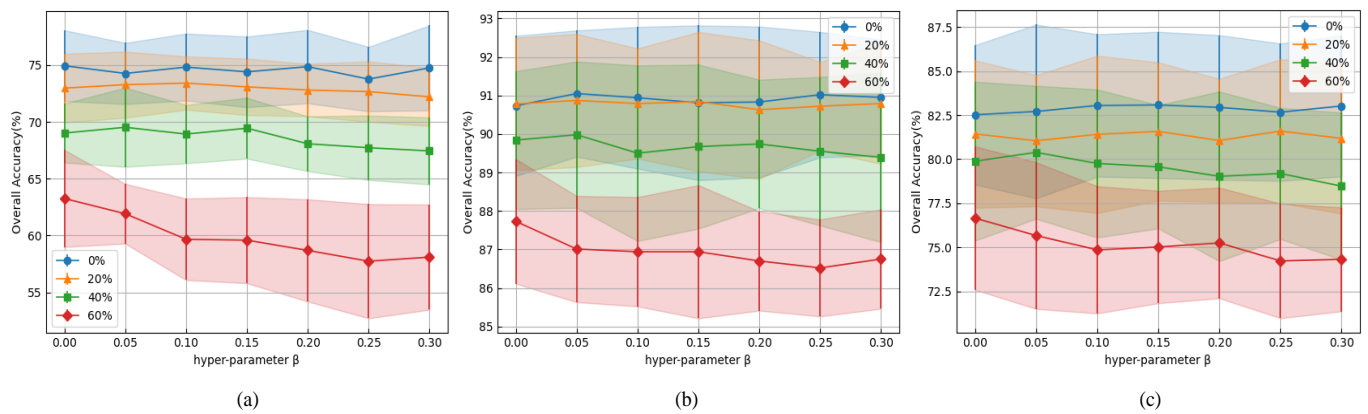 Overall Accuracy(%)
75
70
65
60
55
0%
20%
40%
60%
0.00 0.05 0.10 0.15 0.20 0.25 0.30
hyper-parameter β
(a)
Overall Accuracy(%)
93
92
91
90
89
88
87
86
85
0%
20%
40%
60%
0.00 0.05 0.10 0.15 0.20 0.25 0.30
hyper-parameter β
(b)
Overall Accuracy(%)
87.5
85.0
82.5
80.0
77.5
75.0
72.5
0%
20%
40%
60%
0.00 0.05 0.10 0.15 0.20 0.25 0.30
hyper-parameter β
(c)